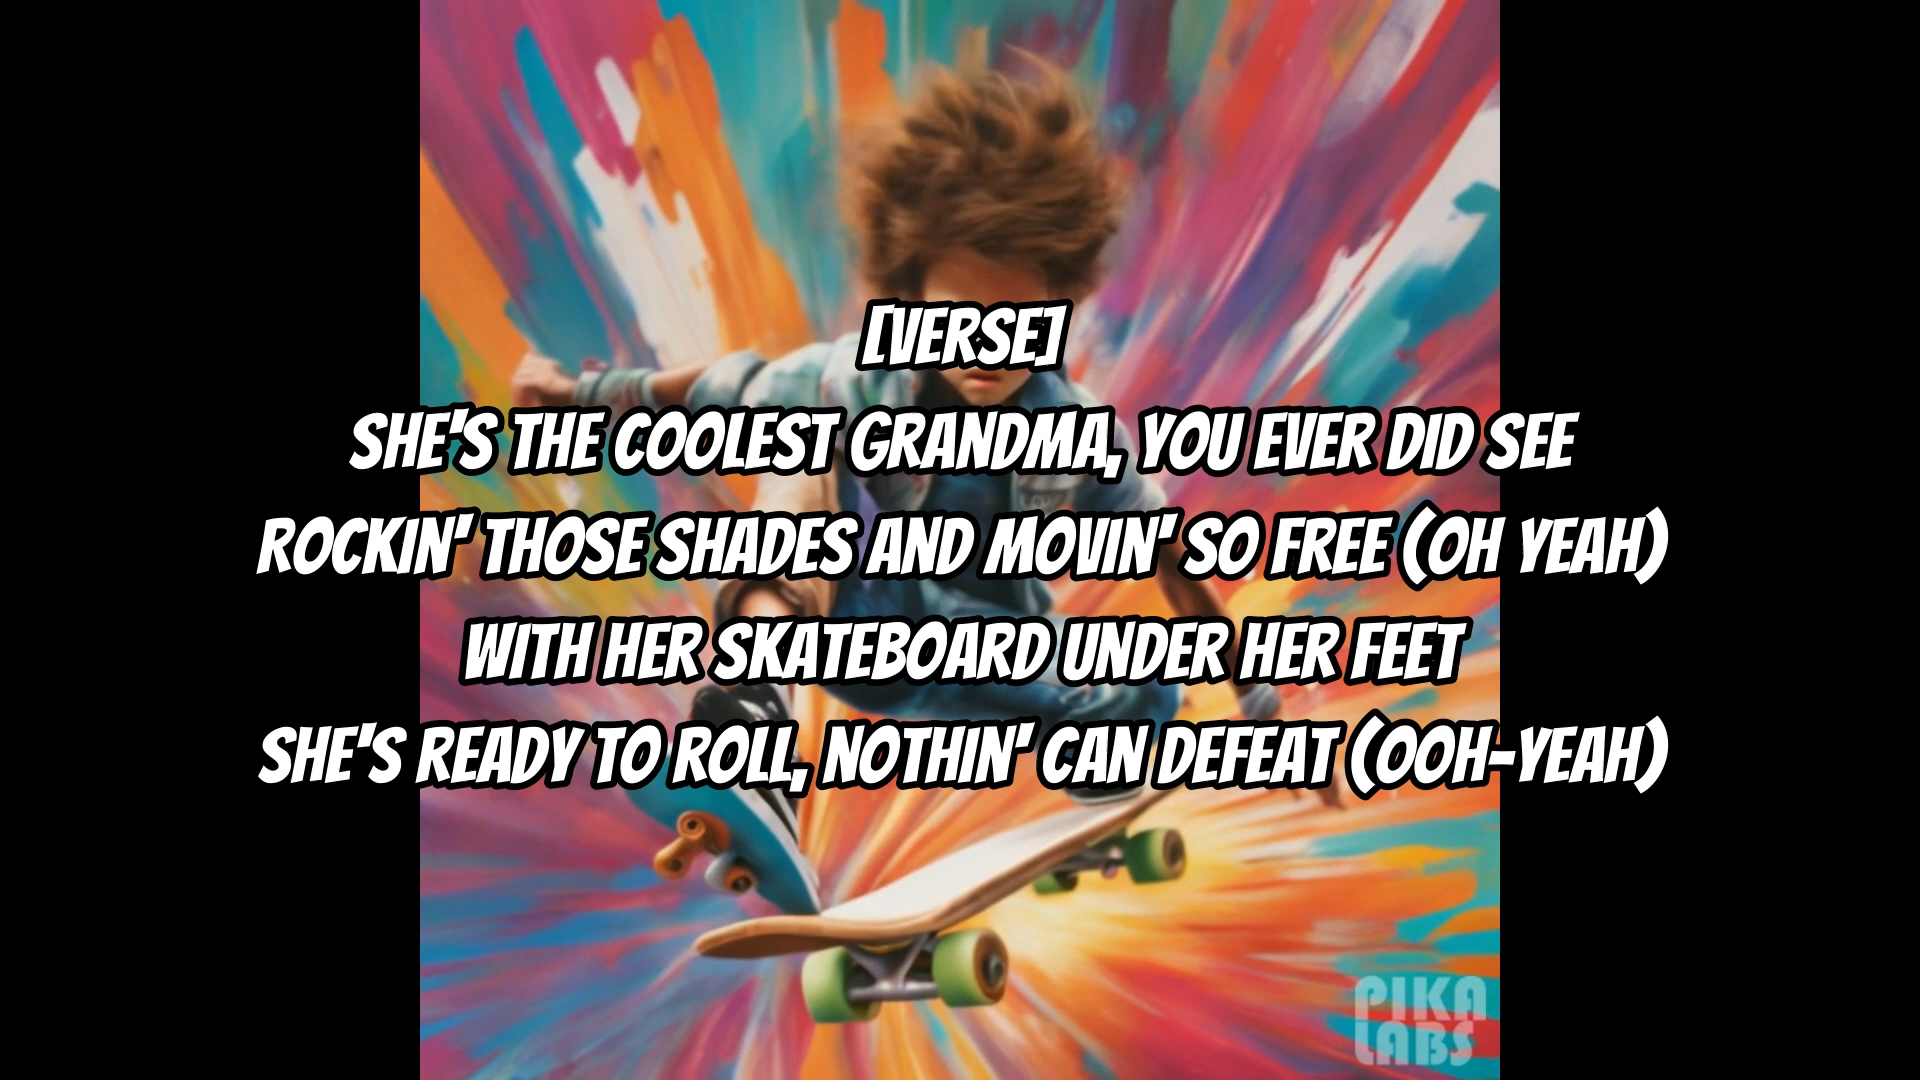 [VERSE]
SHE'S THE COOLEST GRANDMA, YOU EVER DID SEE
ROCKIN' THOSE SHADES AND MOVIN' SO FREE (OH YEAH)
WITH HER SKATEBOARD UNDER HER FEET
SHE'S READY TO ROLL, NOTHIN' CAN DEFEAT (OOH-YEAH)
PIKA
LABS